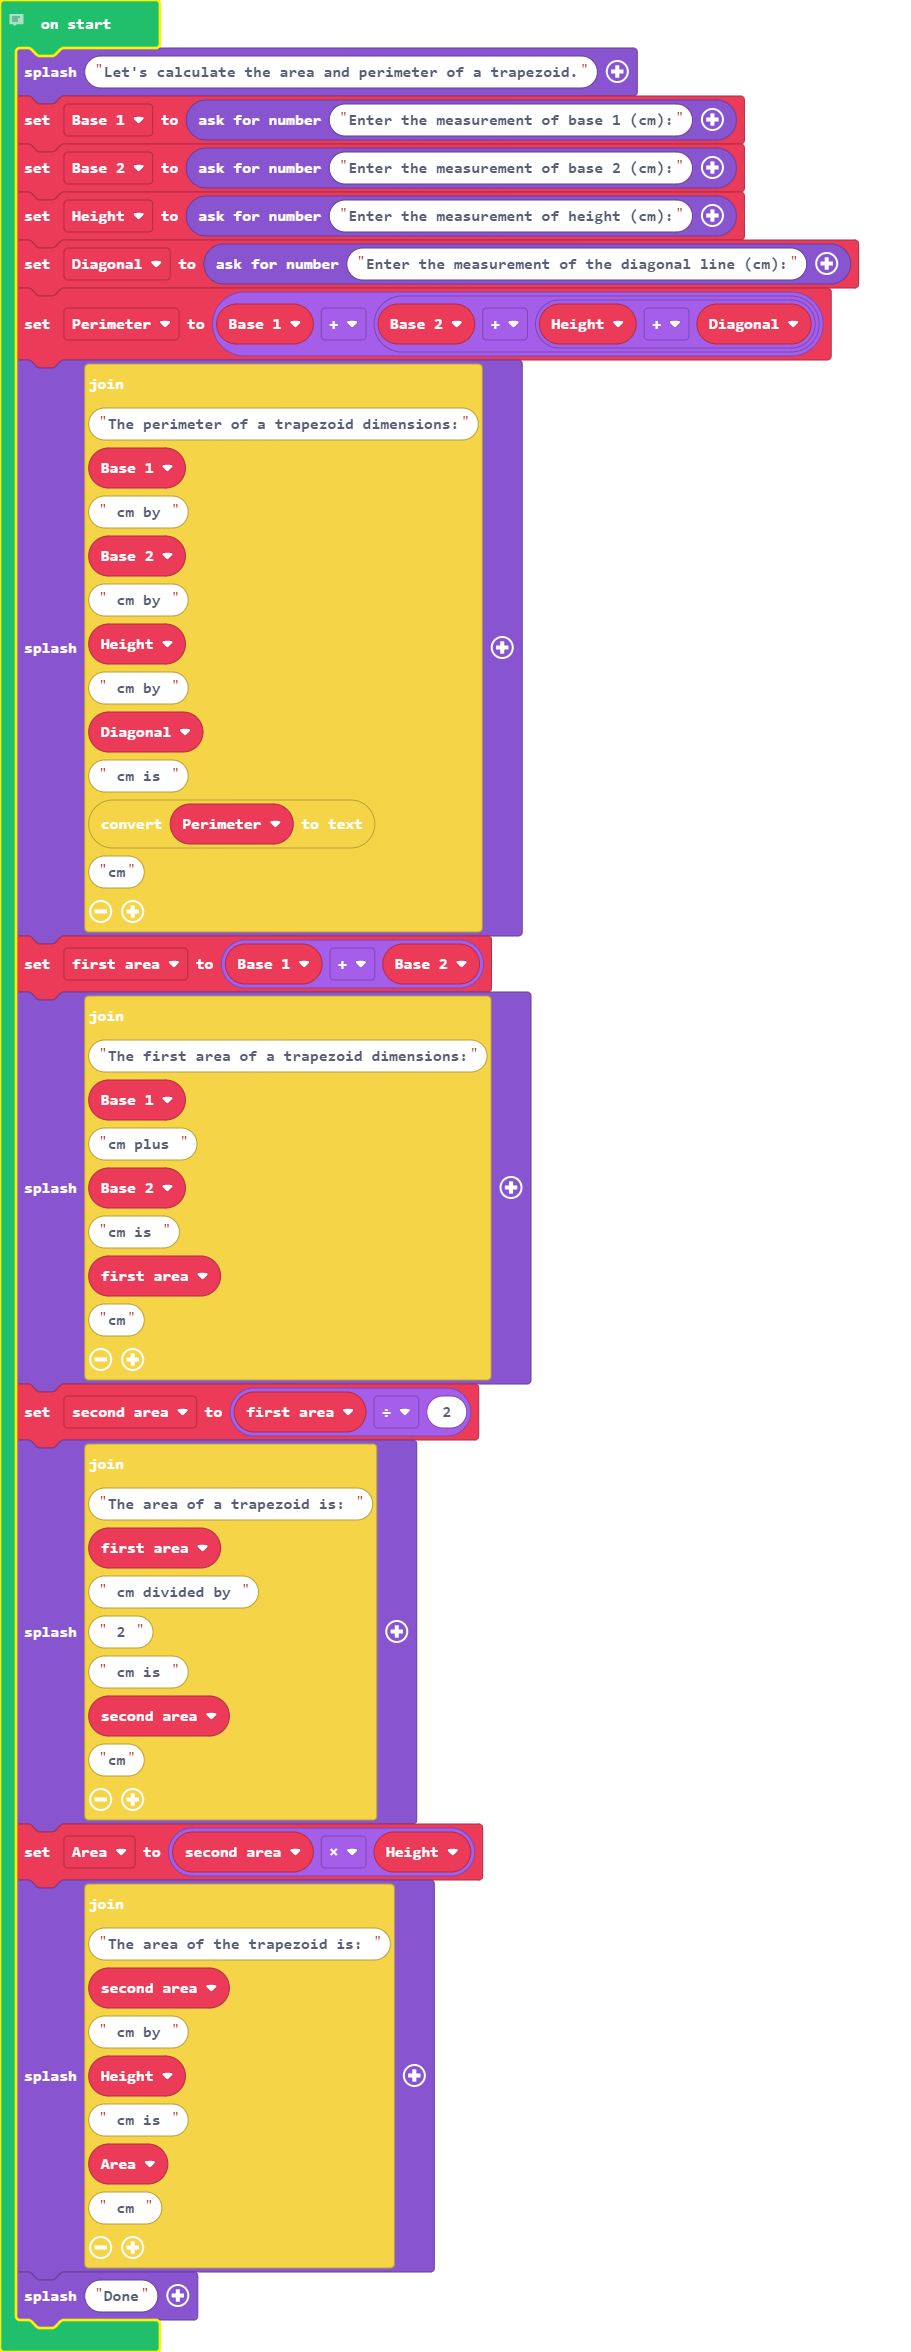 on start
splash "Let's calculate the area and perimeter of a trapezoid."
set Base 1 to ask for number "Enter the measurement of base 1 (cm):"
set Base 2 to ask for number "Enter the measurement of base 2 (cm):"
set Height to ask for number "Enter the measurement of height (cm):"
set Diagonal to ask for number "Enter the measurement of the diagonal line (cm):"
set Perimeter to Base 1 + Base 2 + Height + Diagonal
join
"The perimeter of a trapezoid dimensions:"
Base 1
" cm by "
Base 2
" cm by "
Height
splash
" cm by "
Diagonal
" cm is "
convert Perimeter to text
"cm"
set first area to Base 1 + Base 2
join
"The first area of a trapezoid dimensions:"
Base 1
"cm plus "
splash Base 2
"cm is "
first area
"cm"
set second area to first area ÷ 2
join
"The area of a trapezoid is: "
first area
" cm divided by "
splash " 2 "
" cm is "
second area
"cm"
set Area to second area × Height
join
"The area of the trapezoid is: "
second area
" cm by "
splash Height
" cm is "
Area
" cm "
splash "Done"